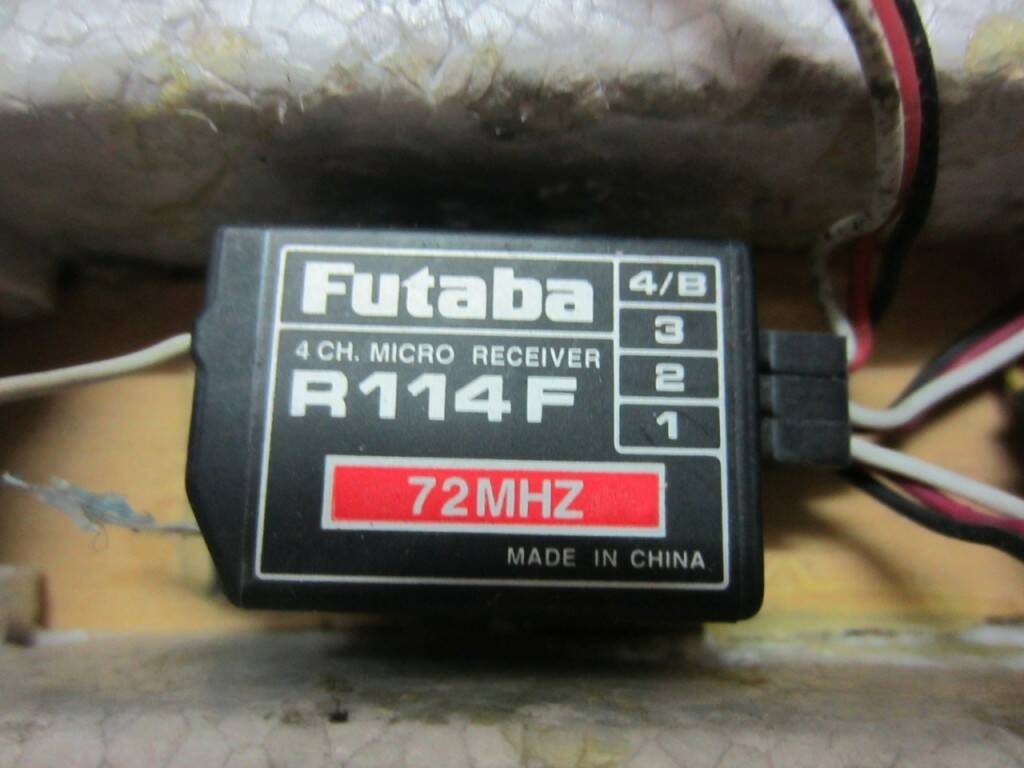 Futaba
4/B
3
4 CH. MICRO RECEIVER
2
R114F
1
72MHZ
MADE IN CHINA